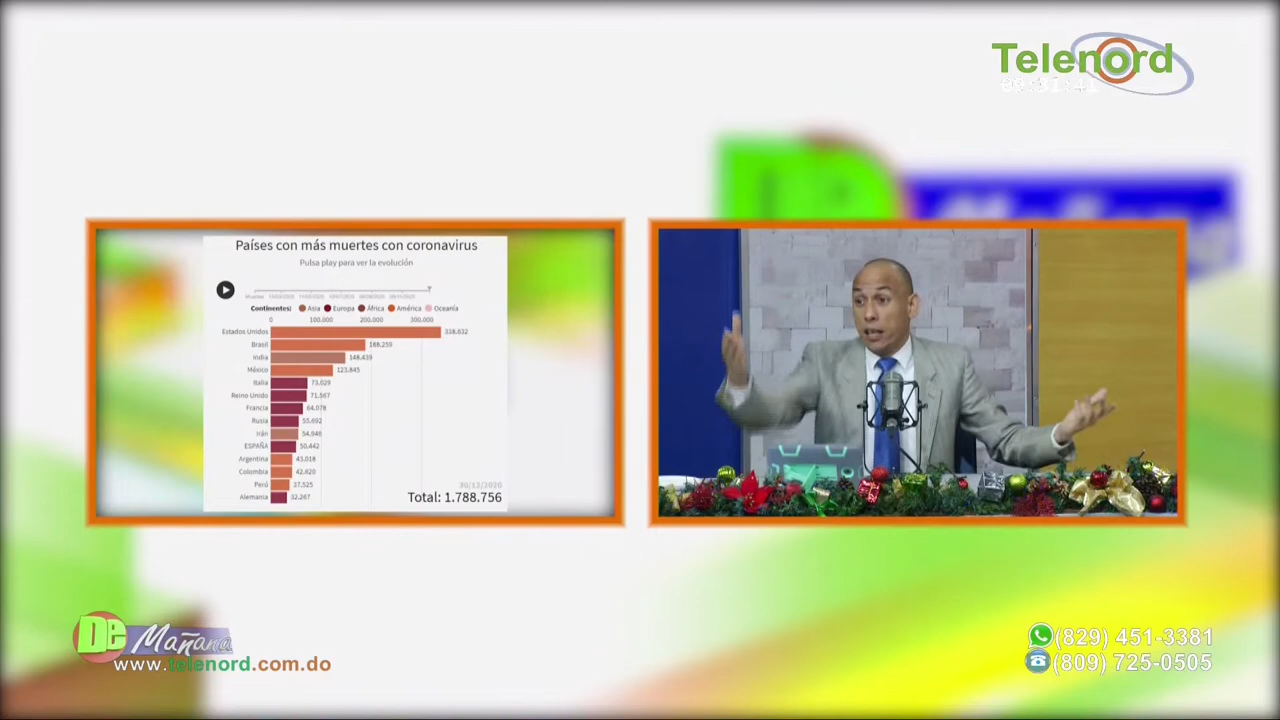 Telenord
Países con más muertes con coronavirus
Pulsa play para ver la evolución
Continentes: Asia Europa África América Oceanía
0 100.000 200.000 300.000
Estados Unidos 338.632
Brasil 188.259
India 148.439
México 123.845
Italia 73.029
Reino Unido 71.567
Francia 64.078
Rusia 55.692
Irán 54.946
ESPAÑA 50.442
Argentina 43.018
Colombia 42.620
Perú 37.525
Alemania 32.267
30/12/2020
Total: 1.788.756
De Mañana
www.telenord.com.do
(829) 451-3381
(809) 725-0505